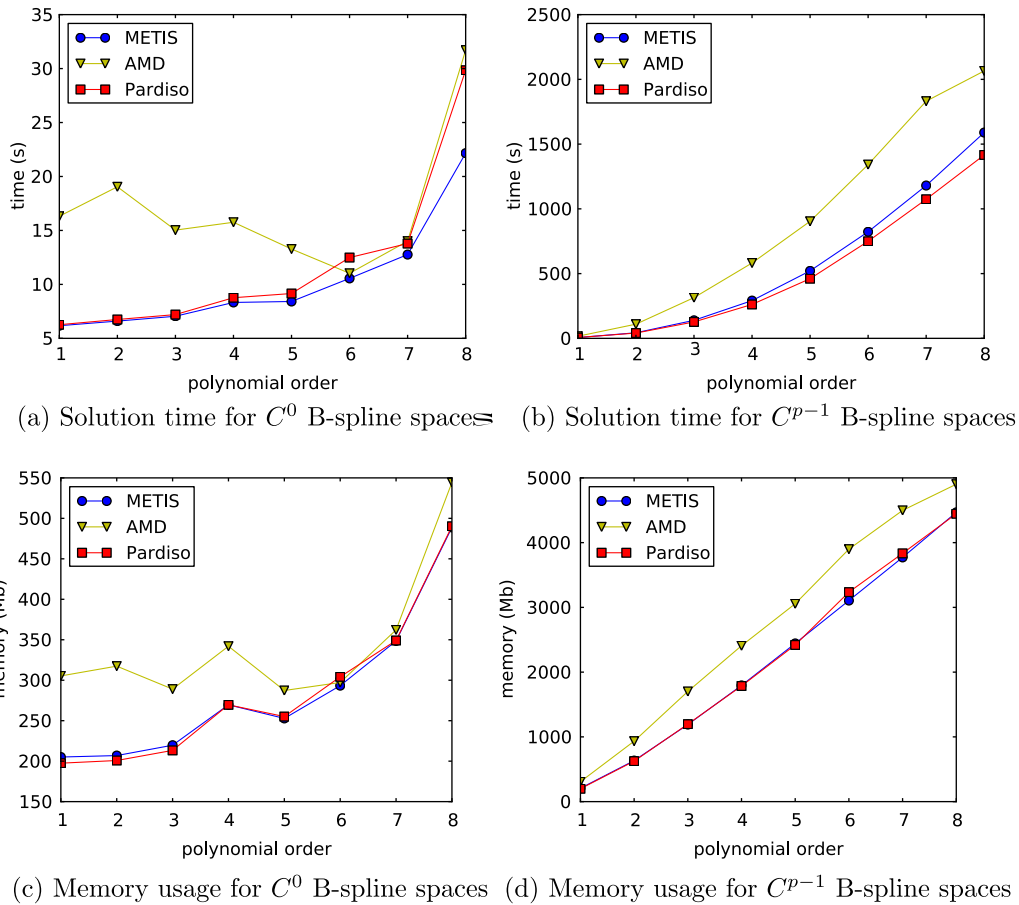 35
30
25
20
15
10
5
time (s)
METIS
AMD
Pardiso
1 2 3 4 5 6 7 8
polynomial order
(a) Solution time for C^0 B-spline spaces
2500
2000
1500
1000
500
0
time (s)
METIS
AMD
Pardiso
1 2 3 4 5 6 7 8
polynomial order
(b) Solution time for C^{p−1} B-spline spaces
550
500
450
400
350
300
250
200
150
memory (Mb)
METIS
AMD
Pardiso
1 2 3 4 5 6 7 8
polynomial order
(c) Memory usage for C^0 B-spline spaces
5000
4000
3000
2000
1000
0
memory (Mb)
METIS
AMD
Pardiso
1 2 3 4 5 6 7 8
polynomial order
(d) Memory usage for C^{p−1} B-spline spaces